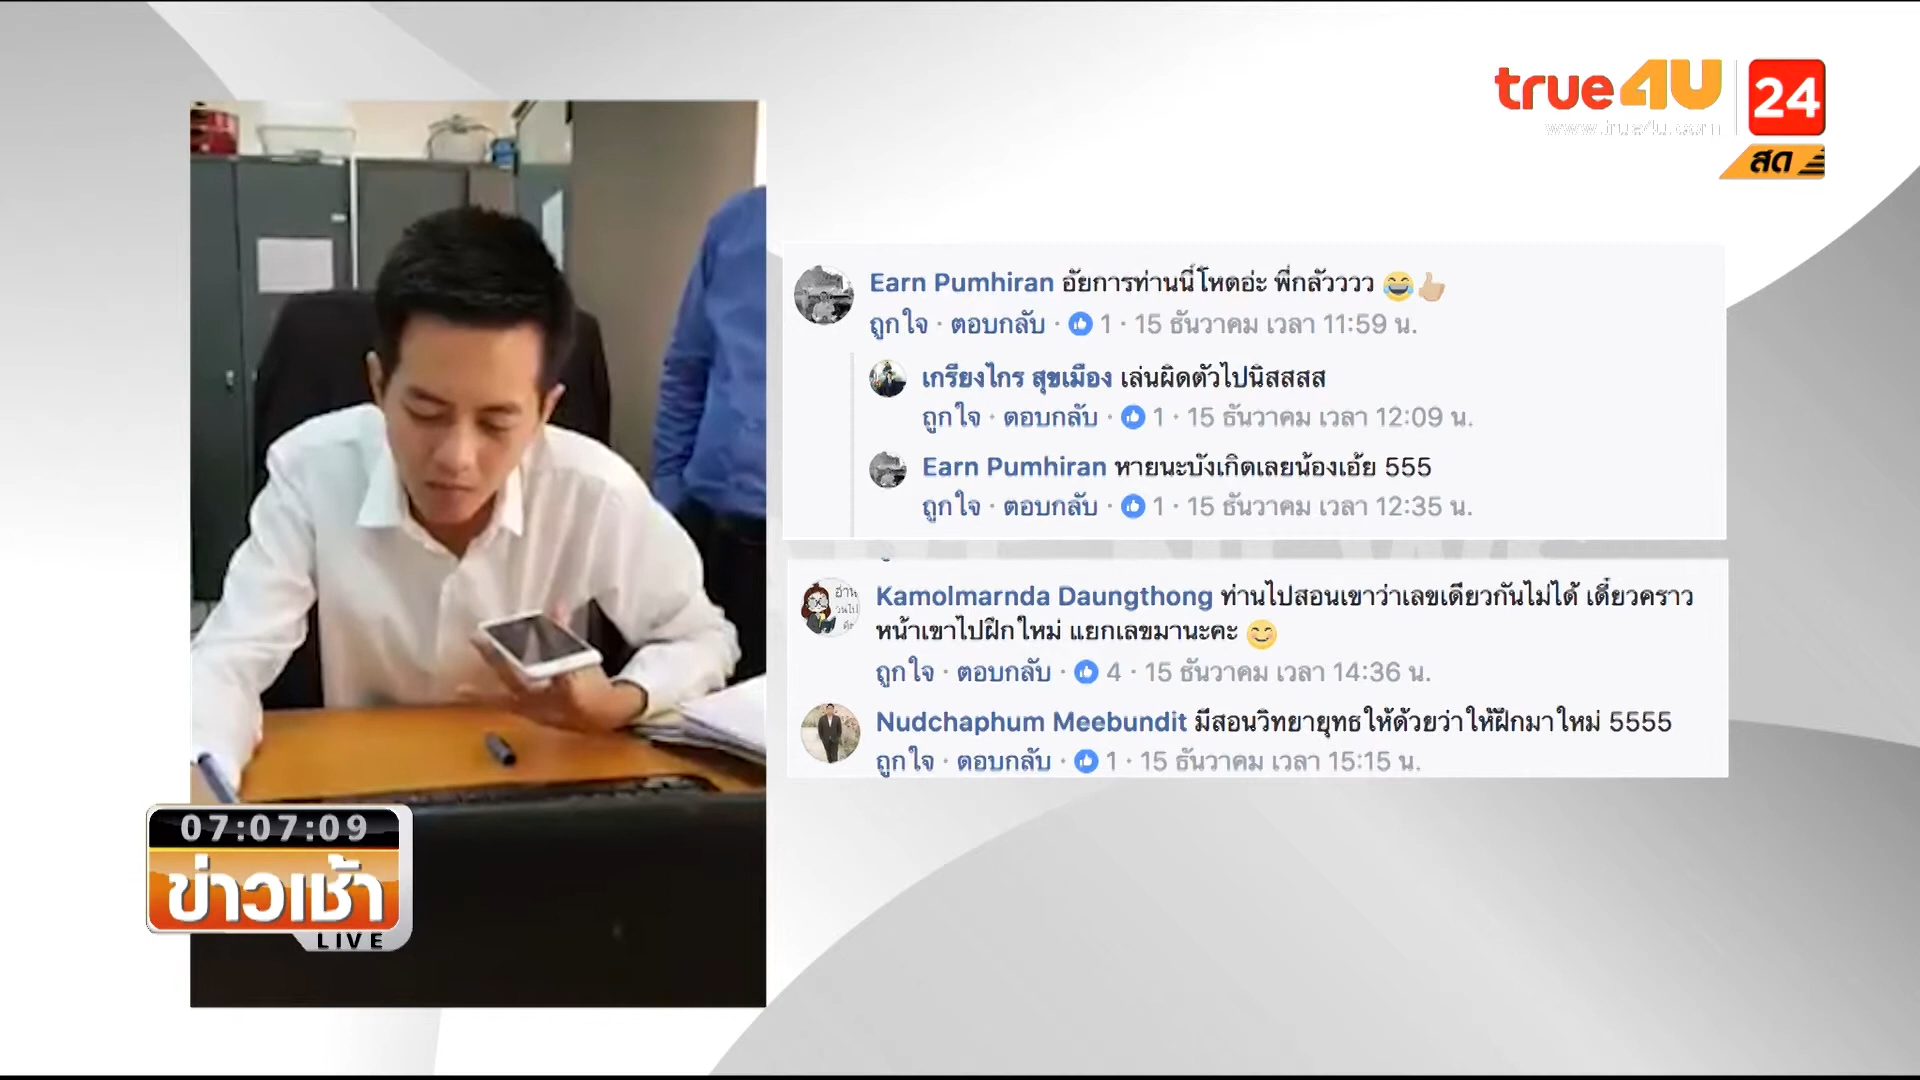 true4U 24
www.true4u.com
สด
Earn Pumhiran อัยการท่านนี้โหดอ่ะ พี่กลัวววว 😂👍🏼
ถูกใจ · ตอบกลับ · 1 · 15 ธันวาคม เวลา 11:59 น.
เกรียงไกร สุขเมือง เล่นผิดตัวไปนิสสสส
ถูกใจ · ตอบกลับ · 1 · 15 ธันวาคม เวลา 12:09 น.
Earn Pumhiran หายนะบังเกิดเลยน้องเอ้ย 555
ถูกใจ · ตอบกลับ · 1 · 15 ธันวาคม เวลา 12:35 น.
Kamolmarnda Daungthong ท่านไปสอนเขาว่าเลขเดียวกันไม่ได้ เดี๋ยวคราว
หน้าเขาไปฝึกใหม่ แยกเลขมานะคะ 😊
ถูกใจ · ตอบกลับ · 4 · 15 ธันวาคม เวลา 14:36 น.
Nudchaphum Meebundit มีสอนวิทยายุทธให้ด้วยว่าให้ฝึกมาใหม่ 5555
ถูกใจ · ตอบกลับ · 1 · 15 ธันวาคม เวลา 15:15 น.
07:07:09
ข่าวเช้า
LIVE